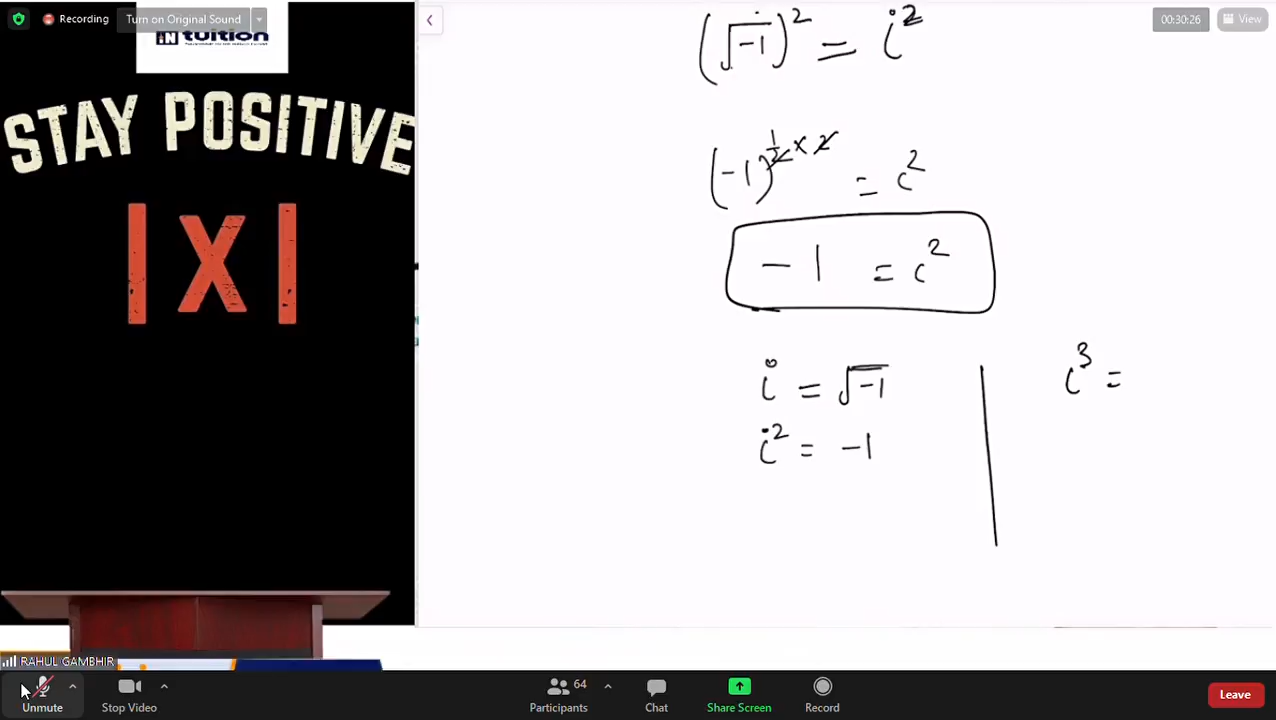 Recording
Turn on Original Sound
00:30:26
View
iNtuition
STAY POSITIVE
|x|
(√-1)² = i²
(-1)^(1/2 × 2) = i²
-1 = i²
i = √-1
i² = -1
i³ =
RAHUL GAMBHIR
Unmute
Stop Video
64
Participants
Chat
Share Screen
Record
Leave